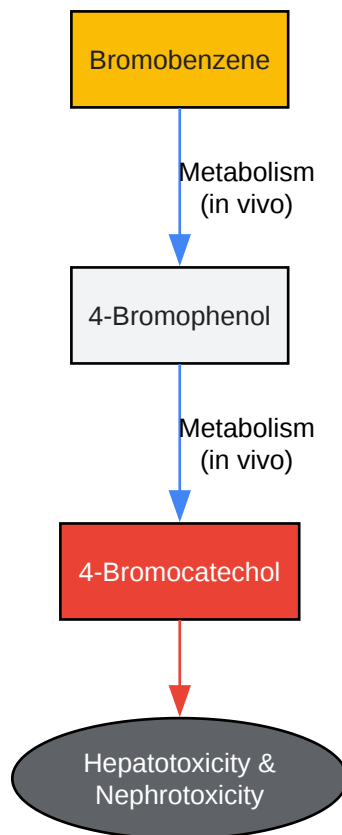 Bromobenzene
Metabolism
(in vivo)
4-Bromophenol
Metabolism
(in vivo)
4-Bromocatechol
Hepatotoxicity &
Nephrotoxicity